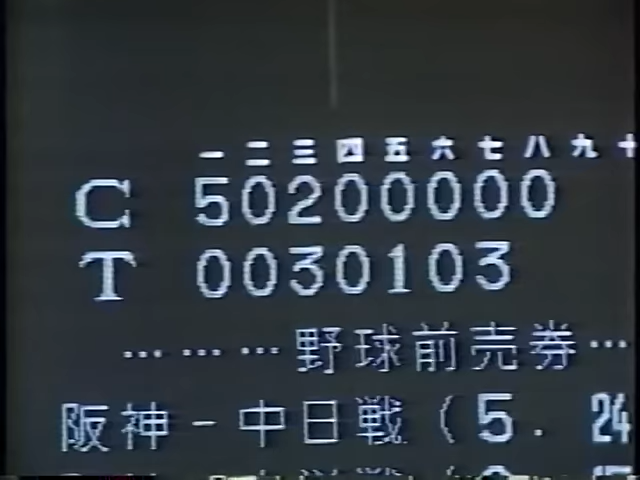 一 二 三 四 五 六 七 八 九 十
C 50200000
T 0030103
… … … 野球前売券 …
阪神－中日戦（5．24